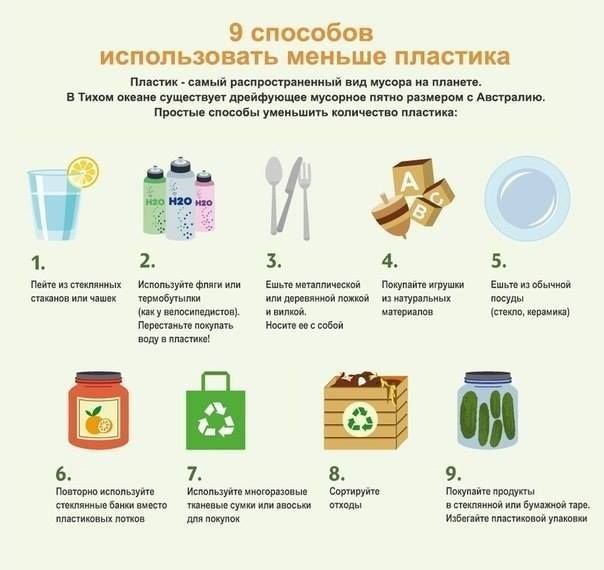 9 способов
использовать меньше пластика
Пластик - самый распространенный вид мусора на планете.
В Тихом океане существует дрейфующее мусорное пятно размером с Австралию.
Простые способы уменьшить количество пластика:
H2O H2O H2O
A B C
1.
Пейте из стеклянных
стаканов или чашек
2.
Используйте фляги или
термобутылки
(как у велосипедистов).
Перестаньте покупать
воду в пластике!
3.
Ешьте металлической
или деревянной ложкой
и вилкой.
Носите ее с собой
4.
Покупайте игрушки
из натуральных
материалов
5.
Ешьте из обычной
посуды
(стекло, керамика)
6.
Повторно используйте
стеклянные банки вместо
пластиковых лотков
7.
Используйте многоразовые
тканевые сумки или авоськи
для покупок
8.
Сортируйте
отходы
9.
Покупайте продукты
в стеклянной или бумажной таре.
Избегайте пластиковой упаковки